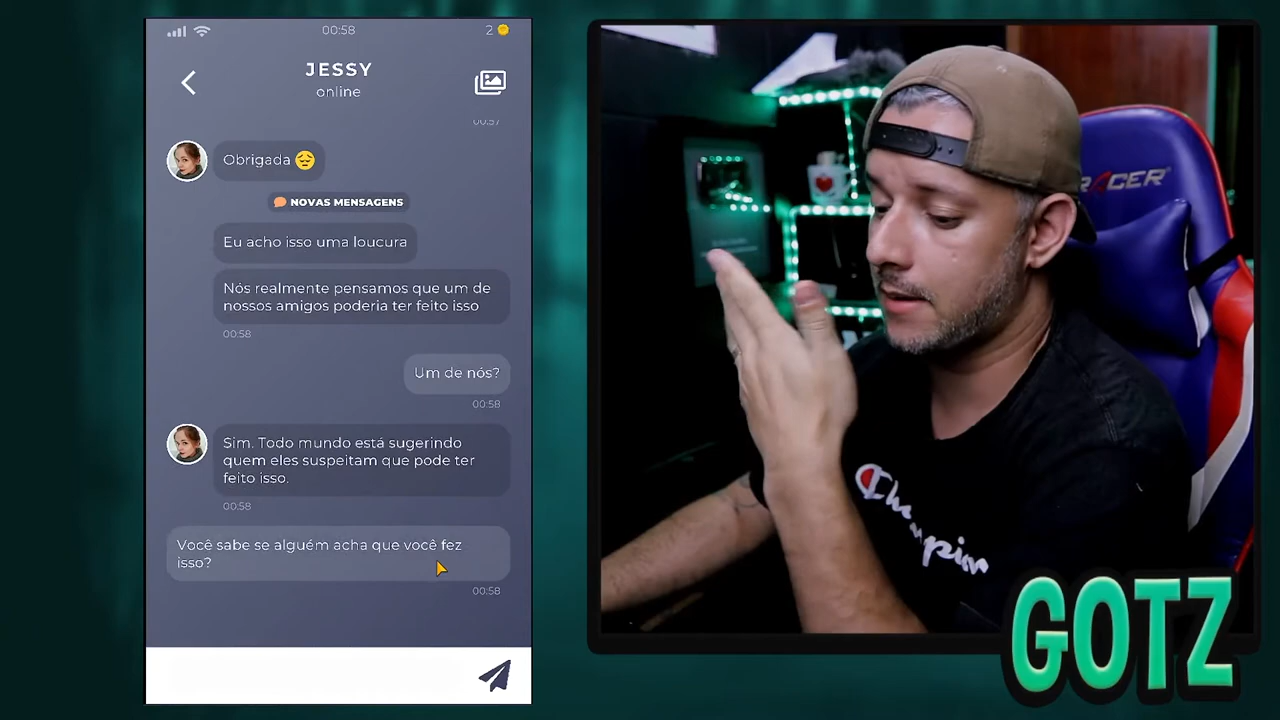 00:58
2
JESSY
online
00:57
Obrigada
NOVAS MENSAGENS
Eu acho isso uma loucura
Nós realmente pensamos que um de
nossos amigos poderia ter feito isso
00:58
Um de nós?
00:58
Sim. Todo mundo está sugerindo
quem eles suspeitam que pode ter
feito isso.
00:58
Você sabe se alguém acha que você fez
isso?
00:58
RACER
Champion
GOTZ